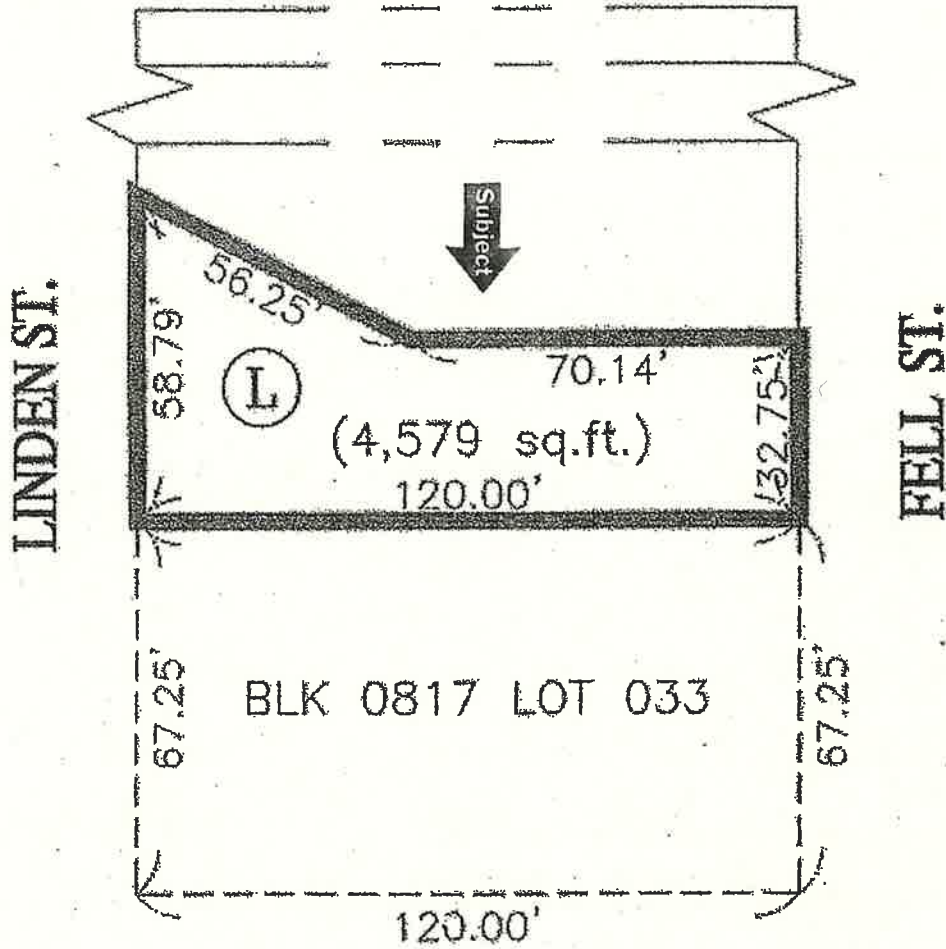 Subject
56.25'
LINDEN ST.
58.79'
L
70.14'
32.75'
FELL ST.
(4,579 sq.ft.)
120.00'
67.25'
BLK 0817 LOT 033
67.25'
120.00'